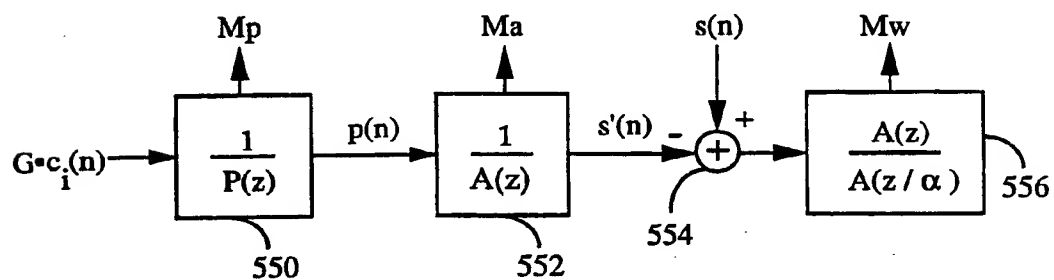 Mp
Ma
s(n)
Mw
G•c_i(n)
1
P(z)
p(n)
1
A(z)
s'(n)
-
+
+
A(z)
A(z / α )
550
552
554
556